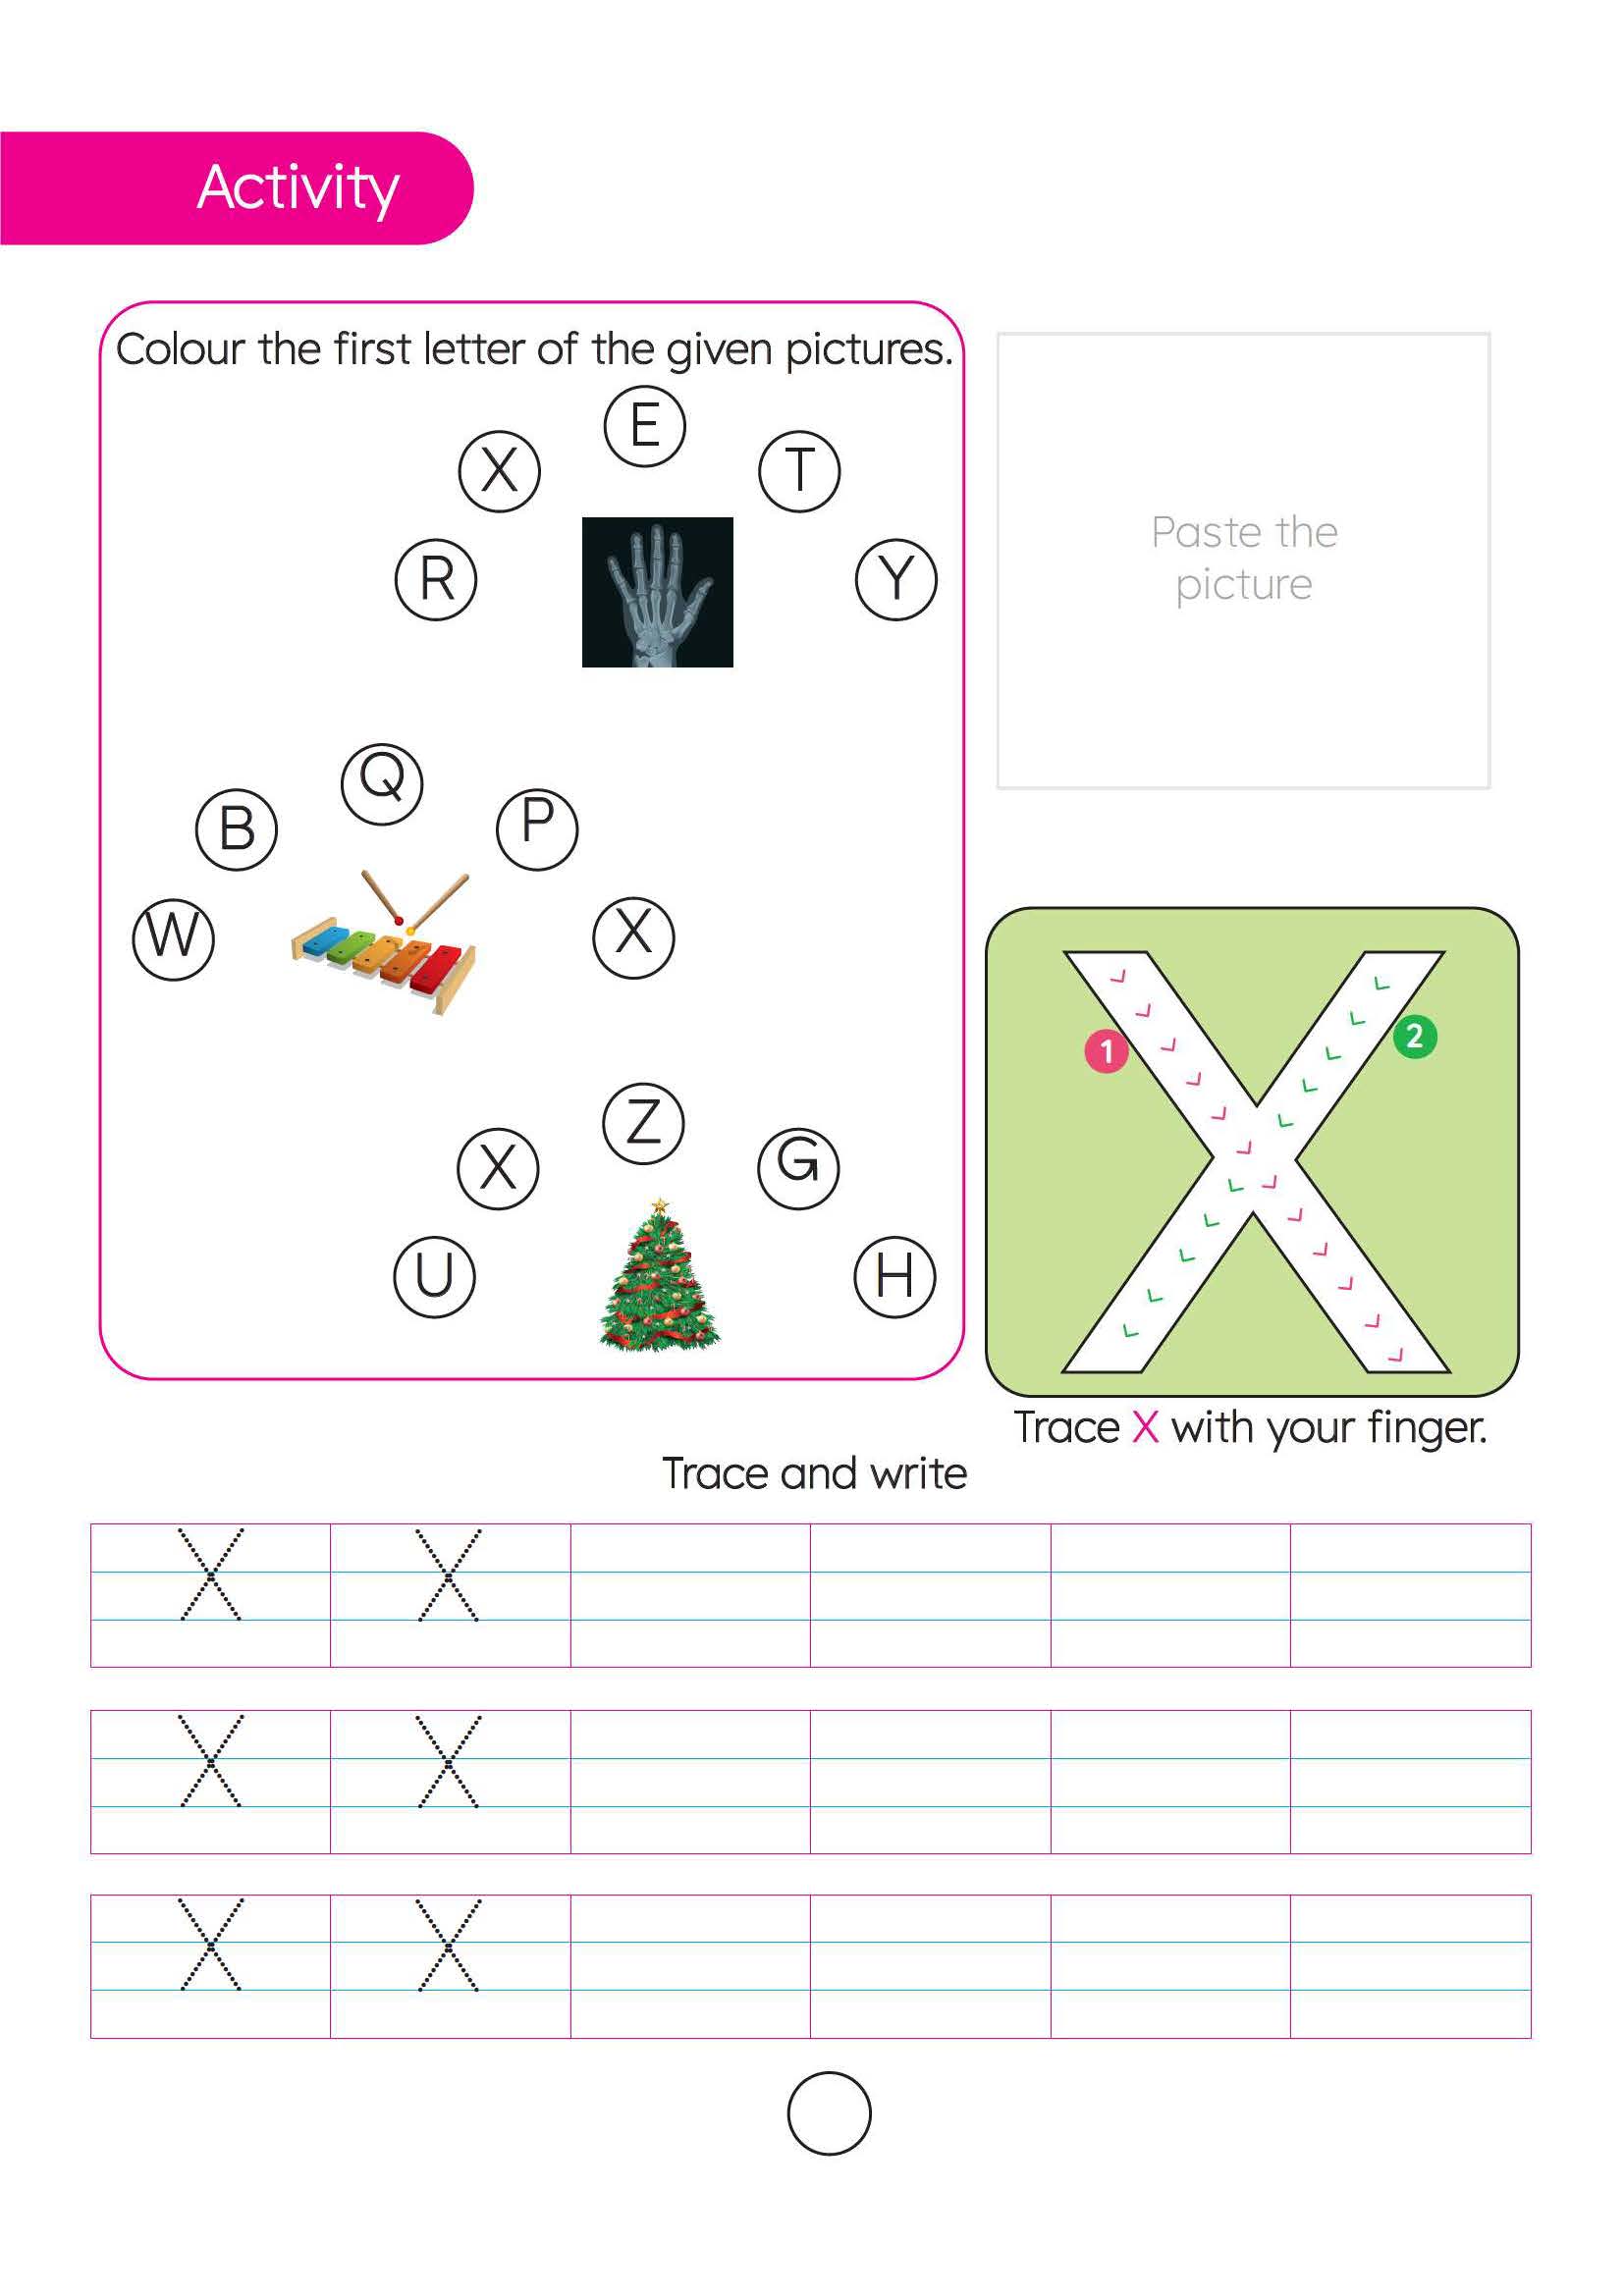 Activity
Colour the first letter of the given pictures.
E
X
T
R
Y
Q
B
P
W
X
Z
X
G
U
H
Paste the
picture
1
2
X
Trace X with your finger.
Trace and write
X X
X X
X X